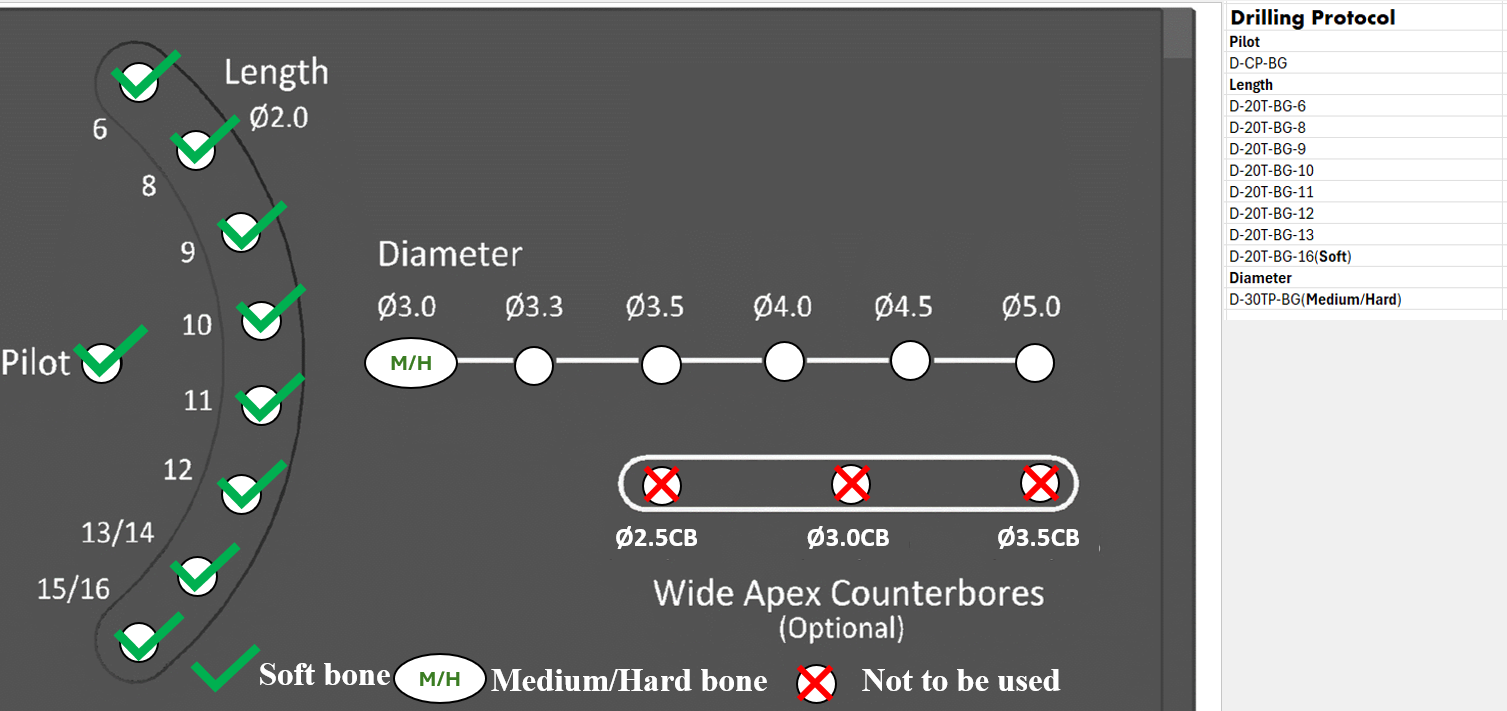 Length
Ø2.0
6
8
9
10
11
12
13/14
15/16
Pilot
Diameter
Ø3.0 Ø3.3 Ø3.5 Ø4.0 Ø4.5 Ø5.0
M/H
Ø2.5CB Ø3.0CB Ø3.5CB
Wide Apex Counterbores
(Optional)
Soft bone M/H Medium/Hard bone Not to be used
Drilling Protocol
Pilot
D-CP-BG
Length
D-20T-BG-6
D-20T-BG-8
D-20T-BG-9
D-20T-BG-10
D-20T-BG-11
D-20T-BG-12
D-20T-BG-13
D-20T-BG-16(Soft)
Diameter
D-30TP-BG(Medium/Hard)